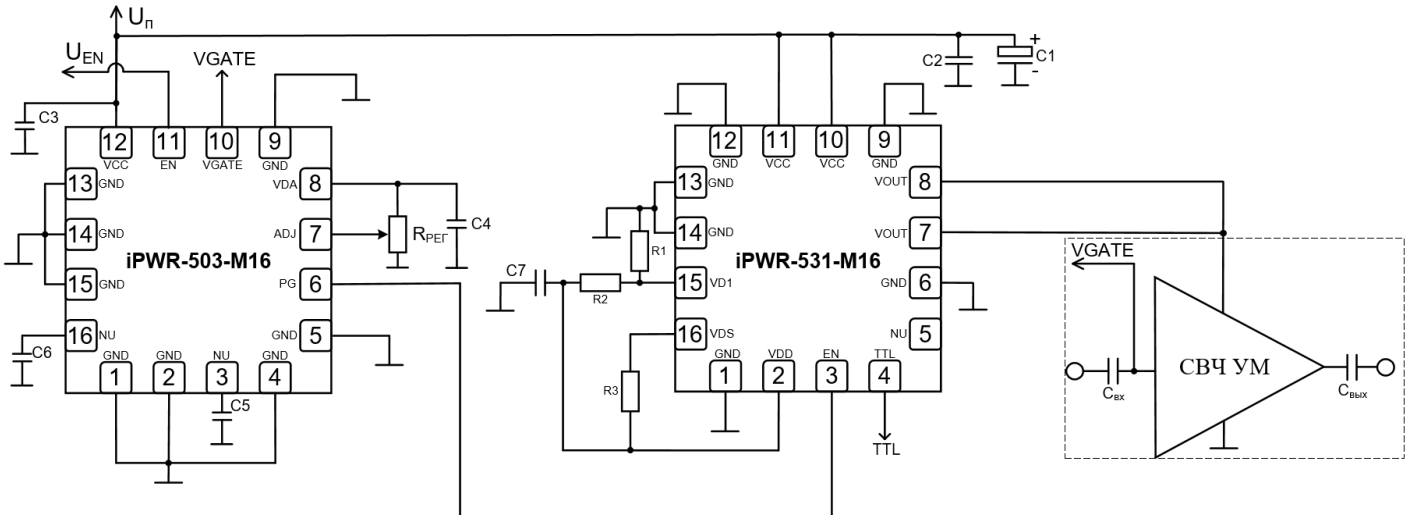 Uп
UEN
VGATE
C3
12
11
10
9
VCC
EN
VGATE
GND
13 GND
VDA 8
14 GND
ADJ 7
RРЕГ
C4
iPWR-503-M16
15 GND
PG 6
16 NU
GND 5
C6
GND
GND
NU
GND
1
2
3
4
C5
C2
+
C1
-
12
11
10
9
GND
VCC
VCC
GND
13 GND
VOUT 8
14 GND
VOUT 7
R1
iPWR-531-M16
C7
R2
15 VD1
GND 6
16 VDS
NU 5
R3
GND
VDD
EN
TTL
1
2
3
4
TTL
VGATE
СВЧ УМ
Cвх
Cвых